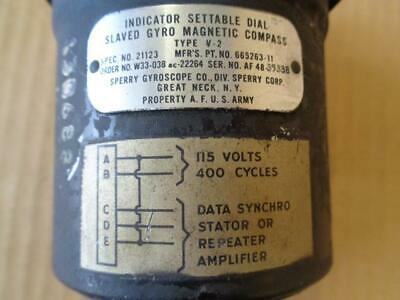 INDICATOR SETTABLE DIAL
SLAVED GYRO MAGNETIC COMPASS
TYPE V-2
SPEC. NO. 21123 MFR'S. PT. NO. 665263-11
ORDER NO. W33-038 ac-22264 SER. NO. AF 48-35338
SPERRY GYROSCOPE CO., DIV. SPERRY CORP.
GREAT NECK, N.Y.
PROPERTY A.F. U.S. ARMY
A 115 VOLTS
B 400 CYCLES
C DATA SYNCHRO
D STATOR OR
E REPEATER
AMPLIFIER